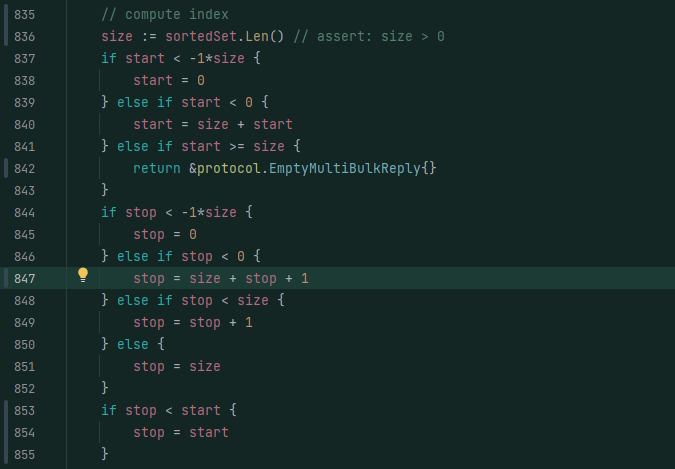 835 // compute index
836 size := sortedSet.Len() // assert: size > 0
837 if start < -1*size {
838 start = 0
839 } else if start < 0 {
840 start = size + start
841 } else if start >= size {
842 return &protocol.EmptyMultiBulkReply{}
843 }
844 if stop < -1*size {
845 stop = 0
846 } else if stop < 0 {
847 stop = size + stop + 1
848 } else if stop < size {
849 stop = stop + 1
850 } else {
851 stop = size
852 }
853 if stop < start {
854 stop = start
855 }